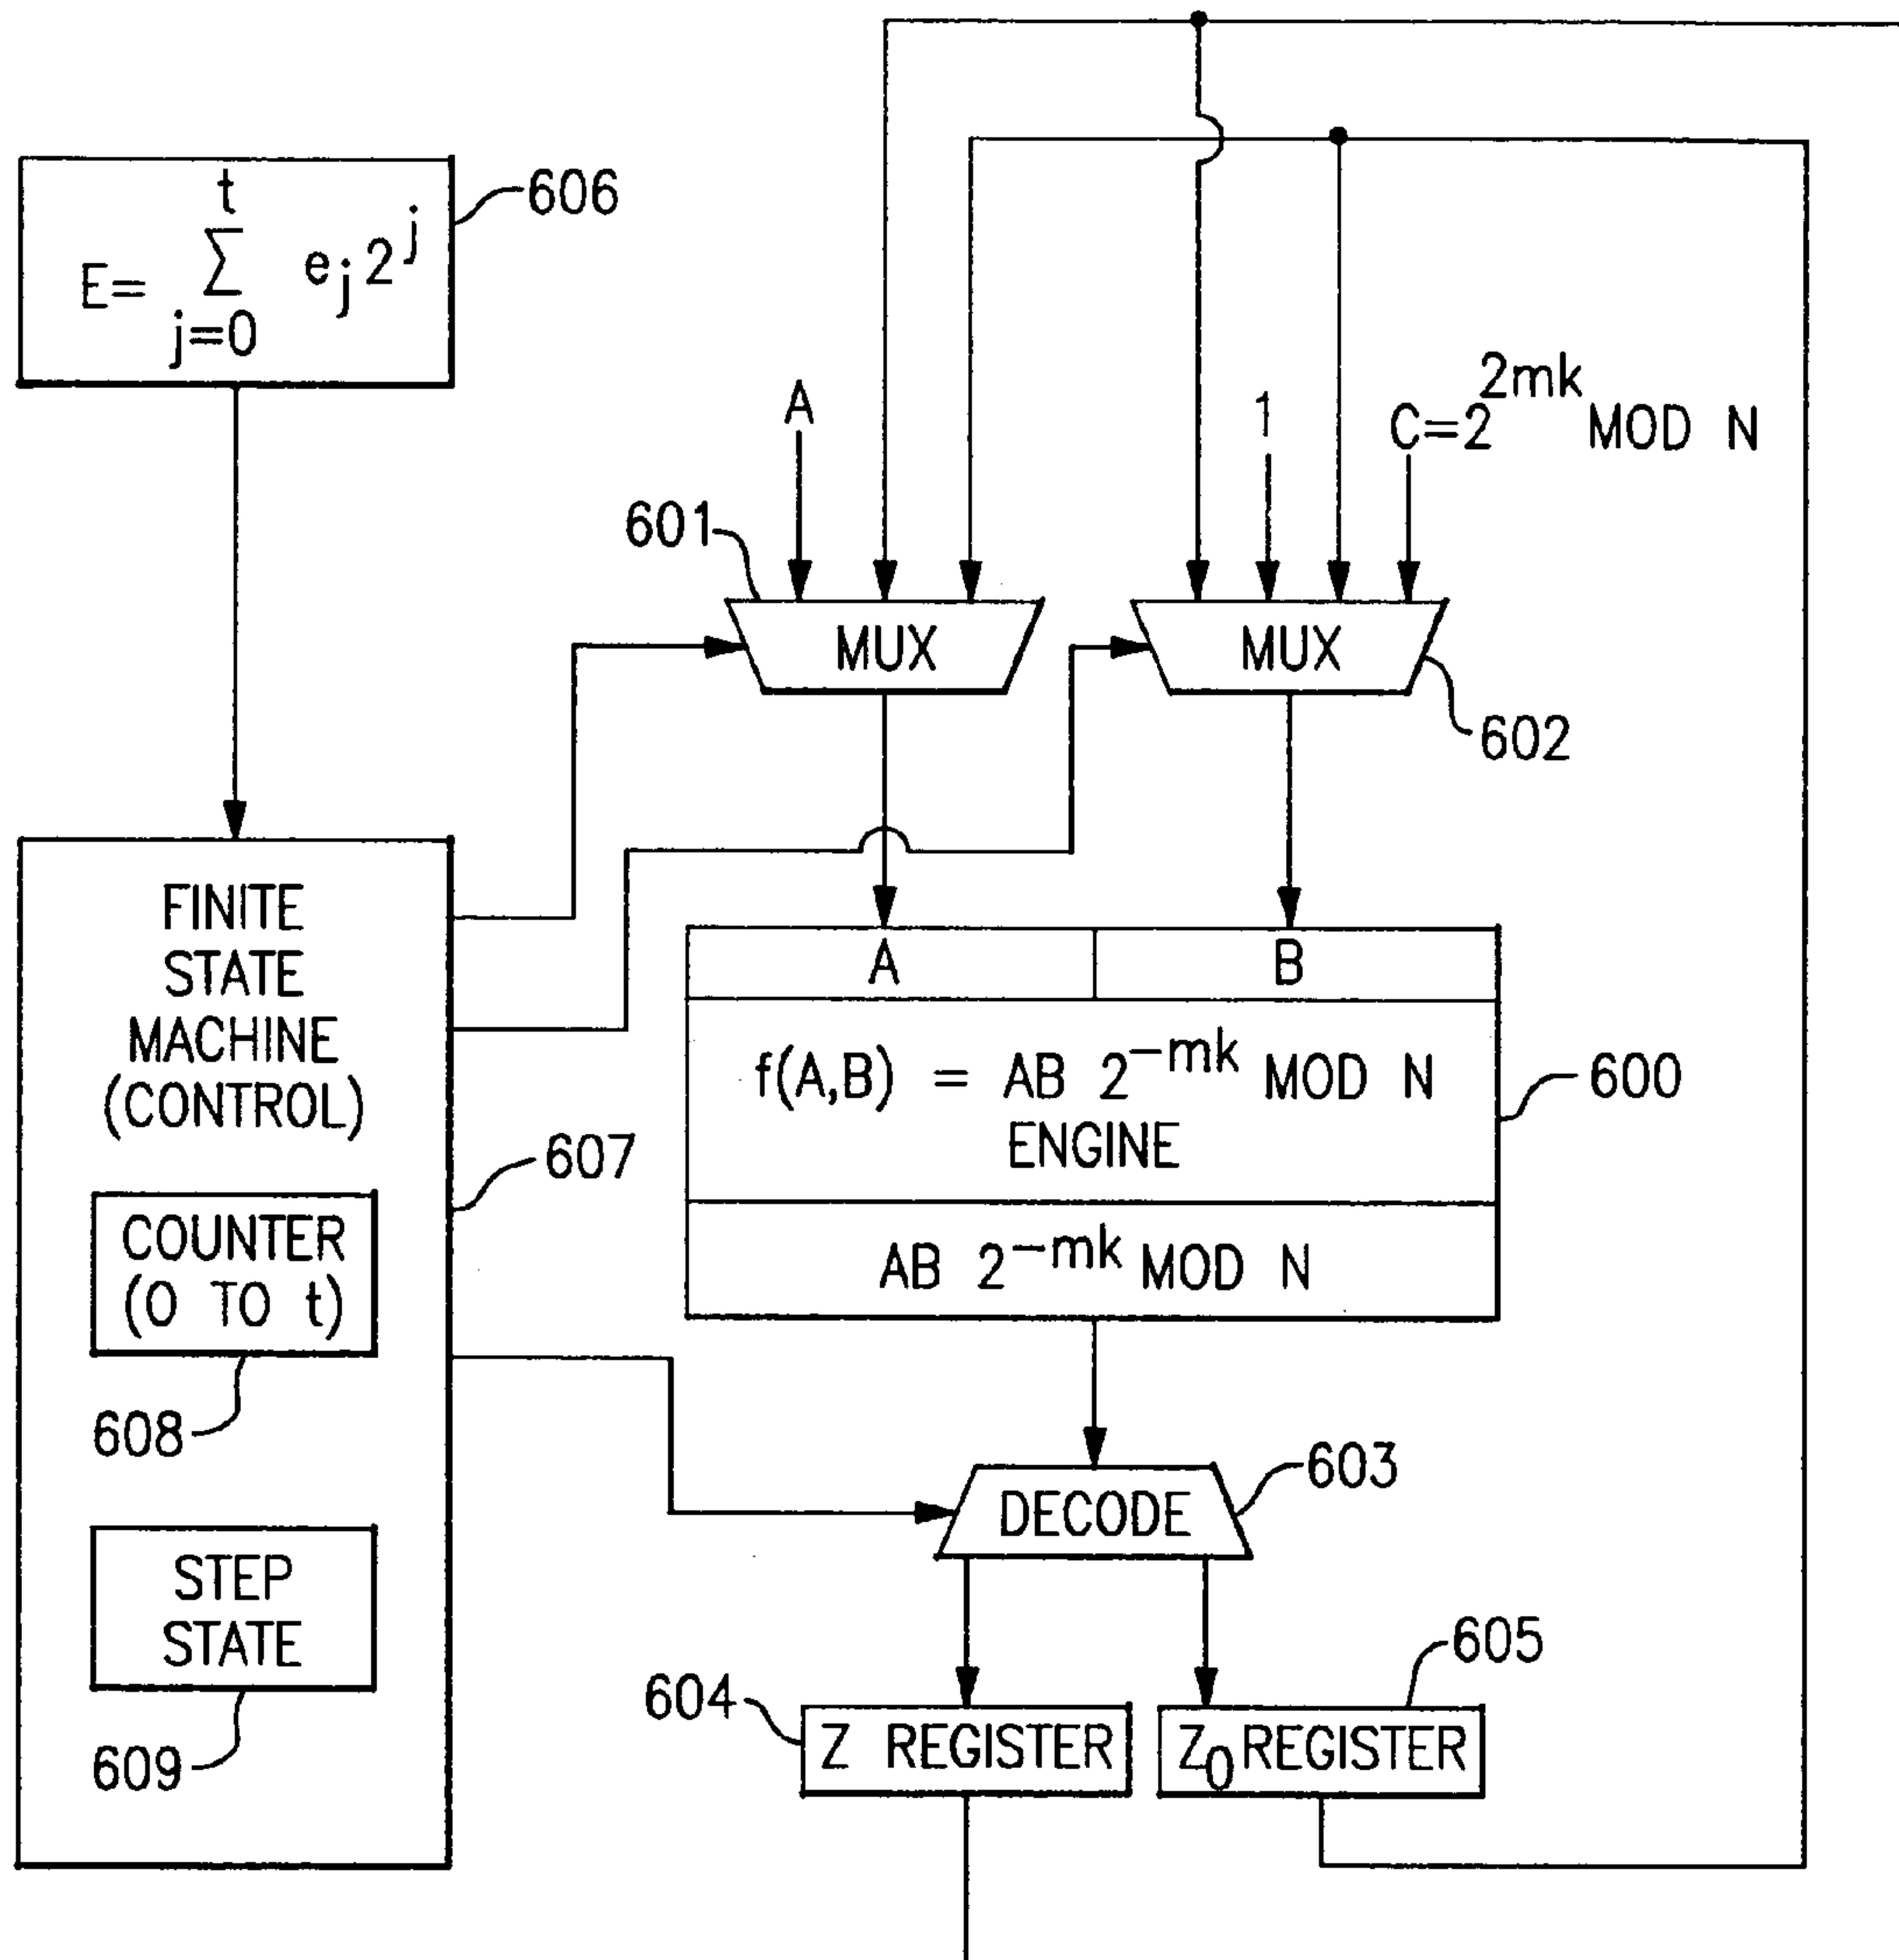 606
t
E= ∑ e_j 2^j
j=0
A
1
C=2^2mk MOD N
601
MUX
MUX
602
FINITE
STATE
MACHINE
(CONTROL)
A
B
f(A,B) = AB 2^-mk MOD N
ENGINE
600
607
COUNTER
(0 TO t)
AB 2^-mk MOD N
608
603
DECODE
STEP
STATE
605
604
Z REGISTER
Z_0 REGISTER
609